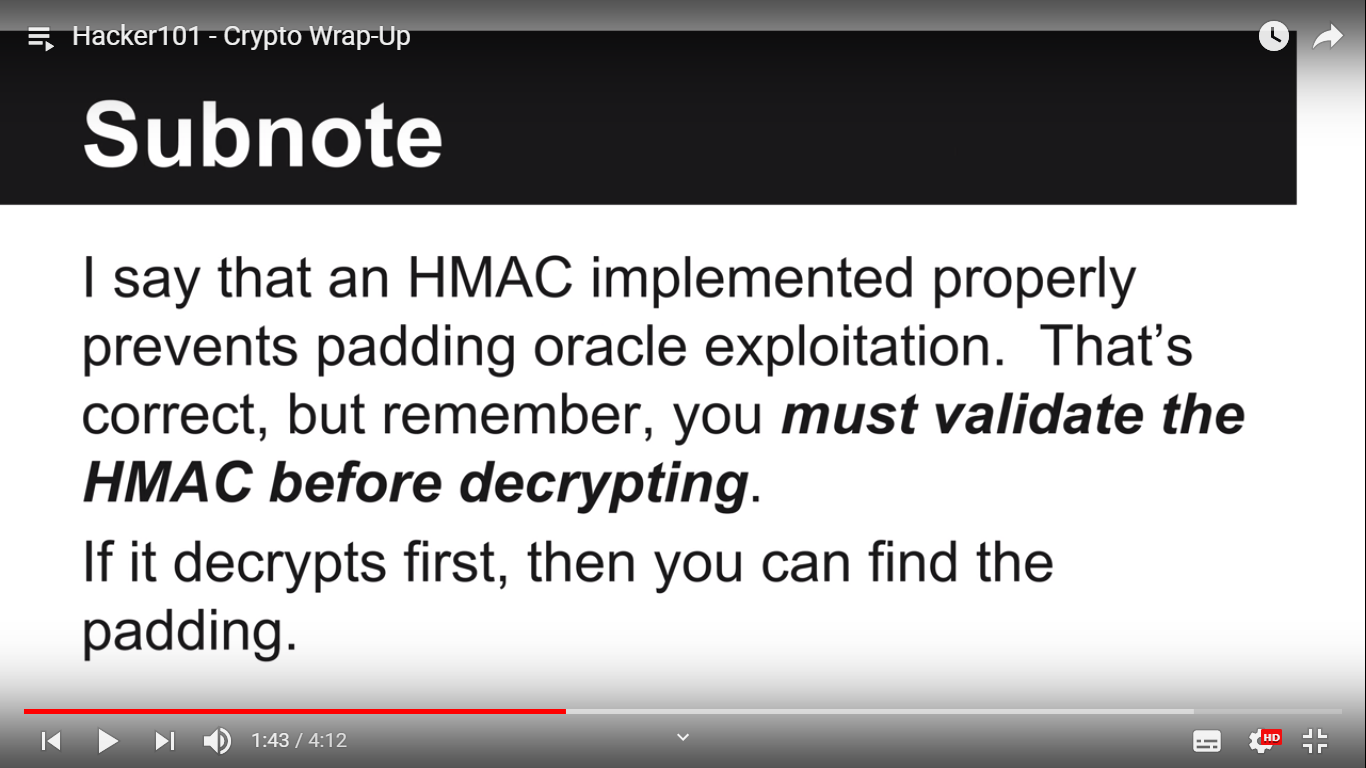 Hacker101 - Crypto Wrap-Up
Subnote
I say that an HMAC implemented properly
prevents padding oracle exploitation.  That’s
correct, but remember, you must validate the
HMAC before decrypting.
If it decrypts first, then you can find the
padding.
1:43 / 4:12
HD